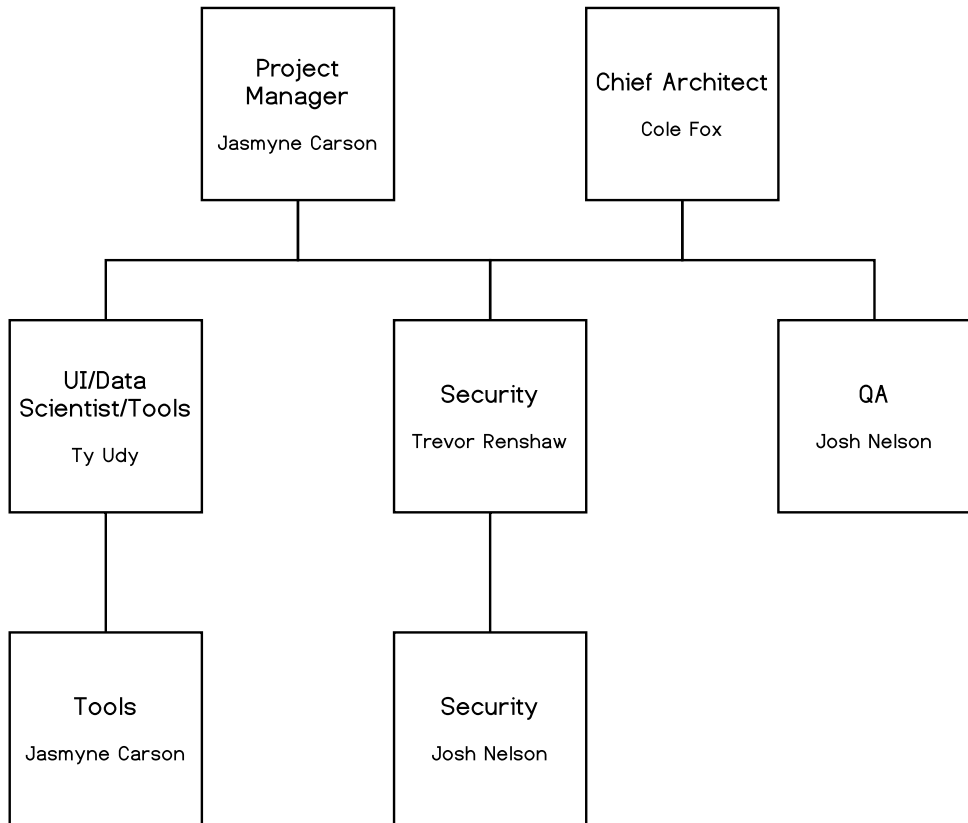 Project
Manager
Jasmyne Carson
Chief Architect
Cole Fox
UI/Data
Scientist/Tools
Ty Udy
Security
Trevor Renshaw
QA
Josh Nelson
Tools
Jasmyne Carson
Security
Josh Nelson